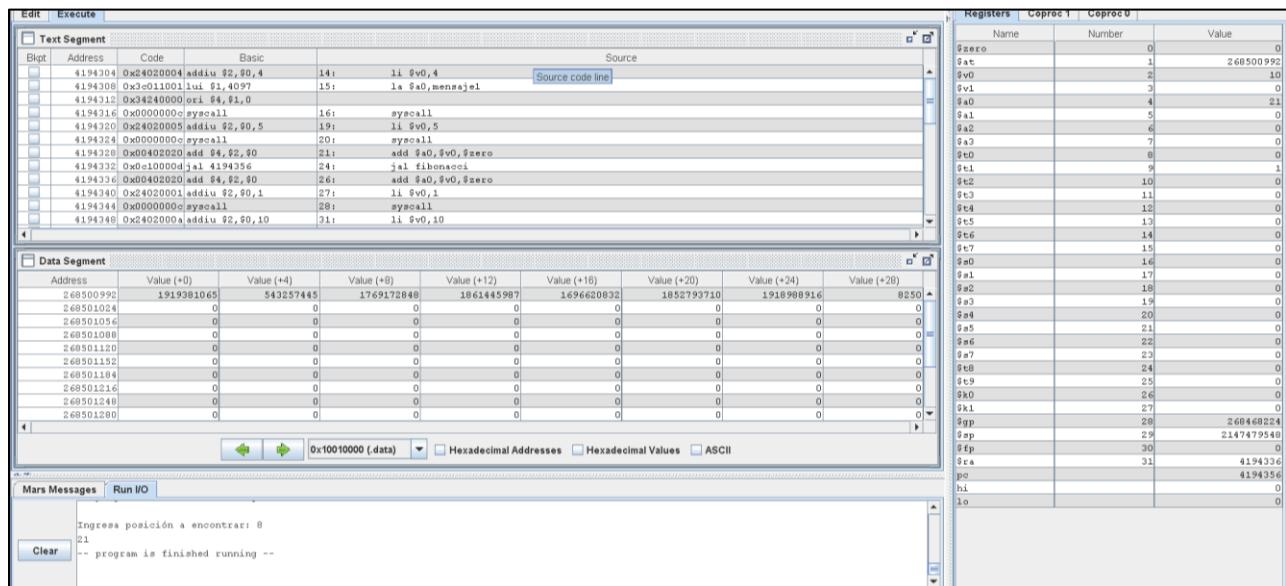 Edit Execute
Text Segment
Bkpt Address Code Basic Source
4194304 0x24020004 addiu $2,$0,4 14: li $v0,4
Source code line
4194308 0x3c011001 lui $1,4097 15: la $a0,mensaje1
4194312 0x34240000 ori $4,$1,0
4194316 0x0000000c syscall 16: syscall
4194320 0x24020005 addiu $2,$0,5 19: li $v0,5
4194324 0x0000000c syscall 20: syscall
4194328 0x00402020 add $4,$2,$0 21: add $a0,$v0,$zero
4194332 0x0c10000d jal 4194356 24: jal fibonacci
4194336 0x00402020 add $4,$2,$0 26: add $a0,$v0,$zero
4194340 0x24020001 addiu $2,$0,1 27: li $v0,1
4194344 0x0000000c syscall 28: syscall
4194348 0x2402000a addiu $2,$0,10 31: li $v0,10
Data Segment
Address Value (+0) Value (+4) Value (+8) Value (+12) Value (+16) Value (+20) Value (+24) Value (+28)
268500992 1919381065 543257445 1769172848 1861445987 1696620832 1852793710 1918988916 8250
268501024 0 0 0 0 0 0 0 0
268501056 0 0 0 0 0 0 0 0
268501088 0 0 0 0 0 0 0 0
268501120 0 0 0 0 0 0 0 0
268501152 0 0 0 0 0 0 0 0
268501184 0 0 0 0 0 0 0 0
268501216 0 0 0 0 0 0 0 0
268501248 0 0 0 0 0 0 0 0
268501280 0 0 0 0 0 0 0 0
0x10010000 (.data) Hexadecimal Addresses Hexadecimal Values ASCII
Mars Messages Run I/O
Ingresa posición a encontrar: 8
21
-- program is finished running --
Clear
Registers Coproc 1 Coproc 0
Name Number Value
$zero 0 0
$at 1 268500992
$v0 2 10
$v1 3 0
$a0 4 21
$a1 5 0
$a2 6 0
$a3 7 0
$t0 8 0
$t1 9 1
$t2 10 0
$t3 11 0
$t4 12 0
$t5 13 0
$t6 14 0
$t7 15 0
$s0 16 0
$s1 17 0
$s2 18 0
$s3 19 0
$s4 20 0
$s5 21 0
$s6 22 0
$s7 23 0
$t8 24 0
$t9 25 0
$k0 26 0
$k1 27 0
$gp 28 268468224
$sp 29 2147479548
$fp 30 0
$ra 31 4194336
pc 4194356
hi 0
lo 0